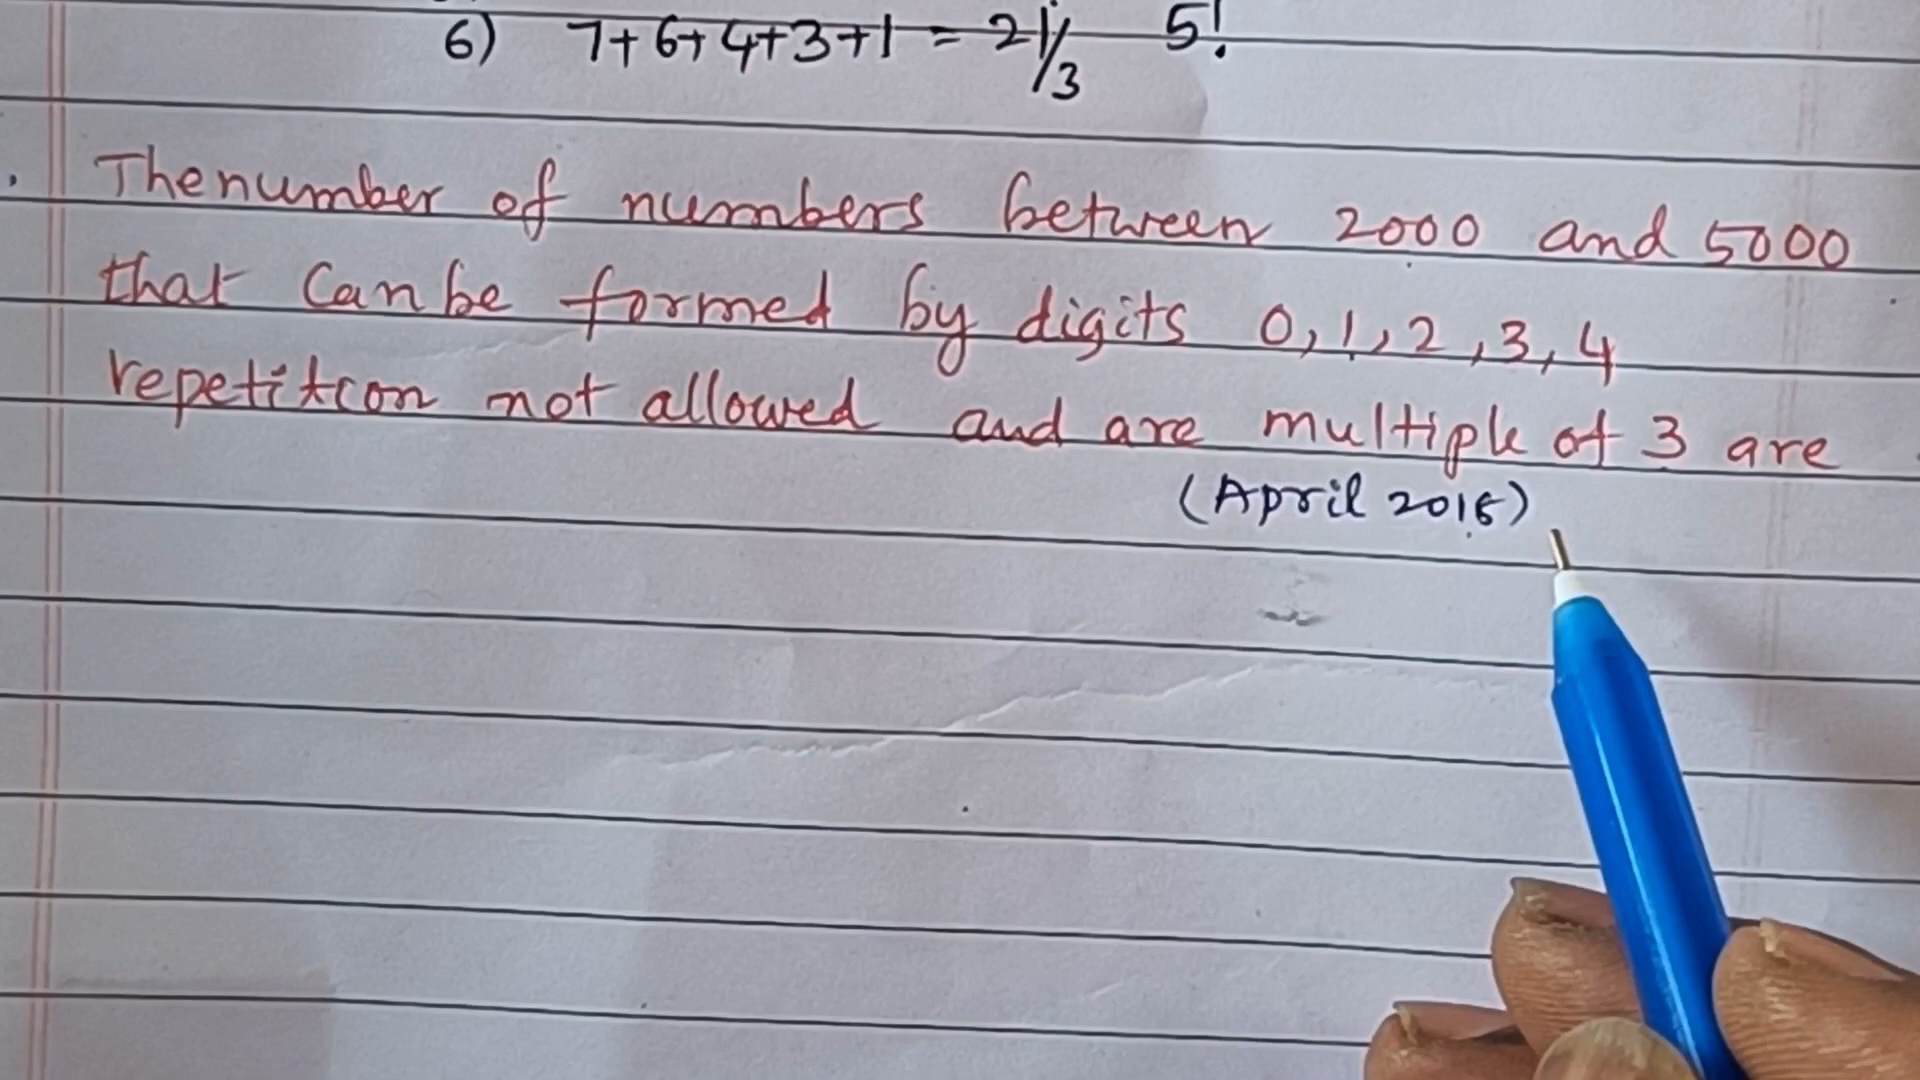 6) 7+6+4+3+1 = 21/3 5!
. The number of numbers between 2000 and 5000
that Can be formed by digits 0, 1, 2, 3, 4
repetition not allowed and are multiple of 3 are
(April 2015)